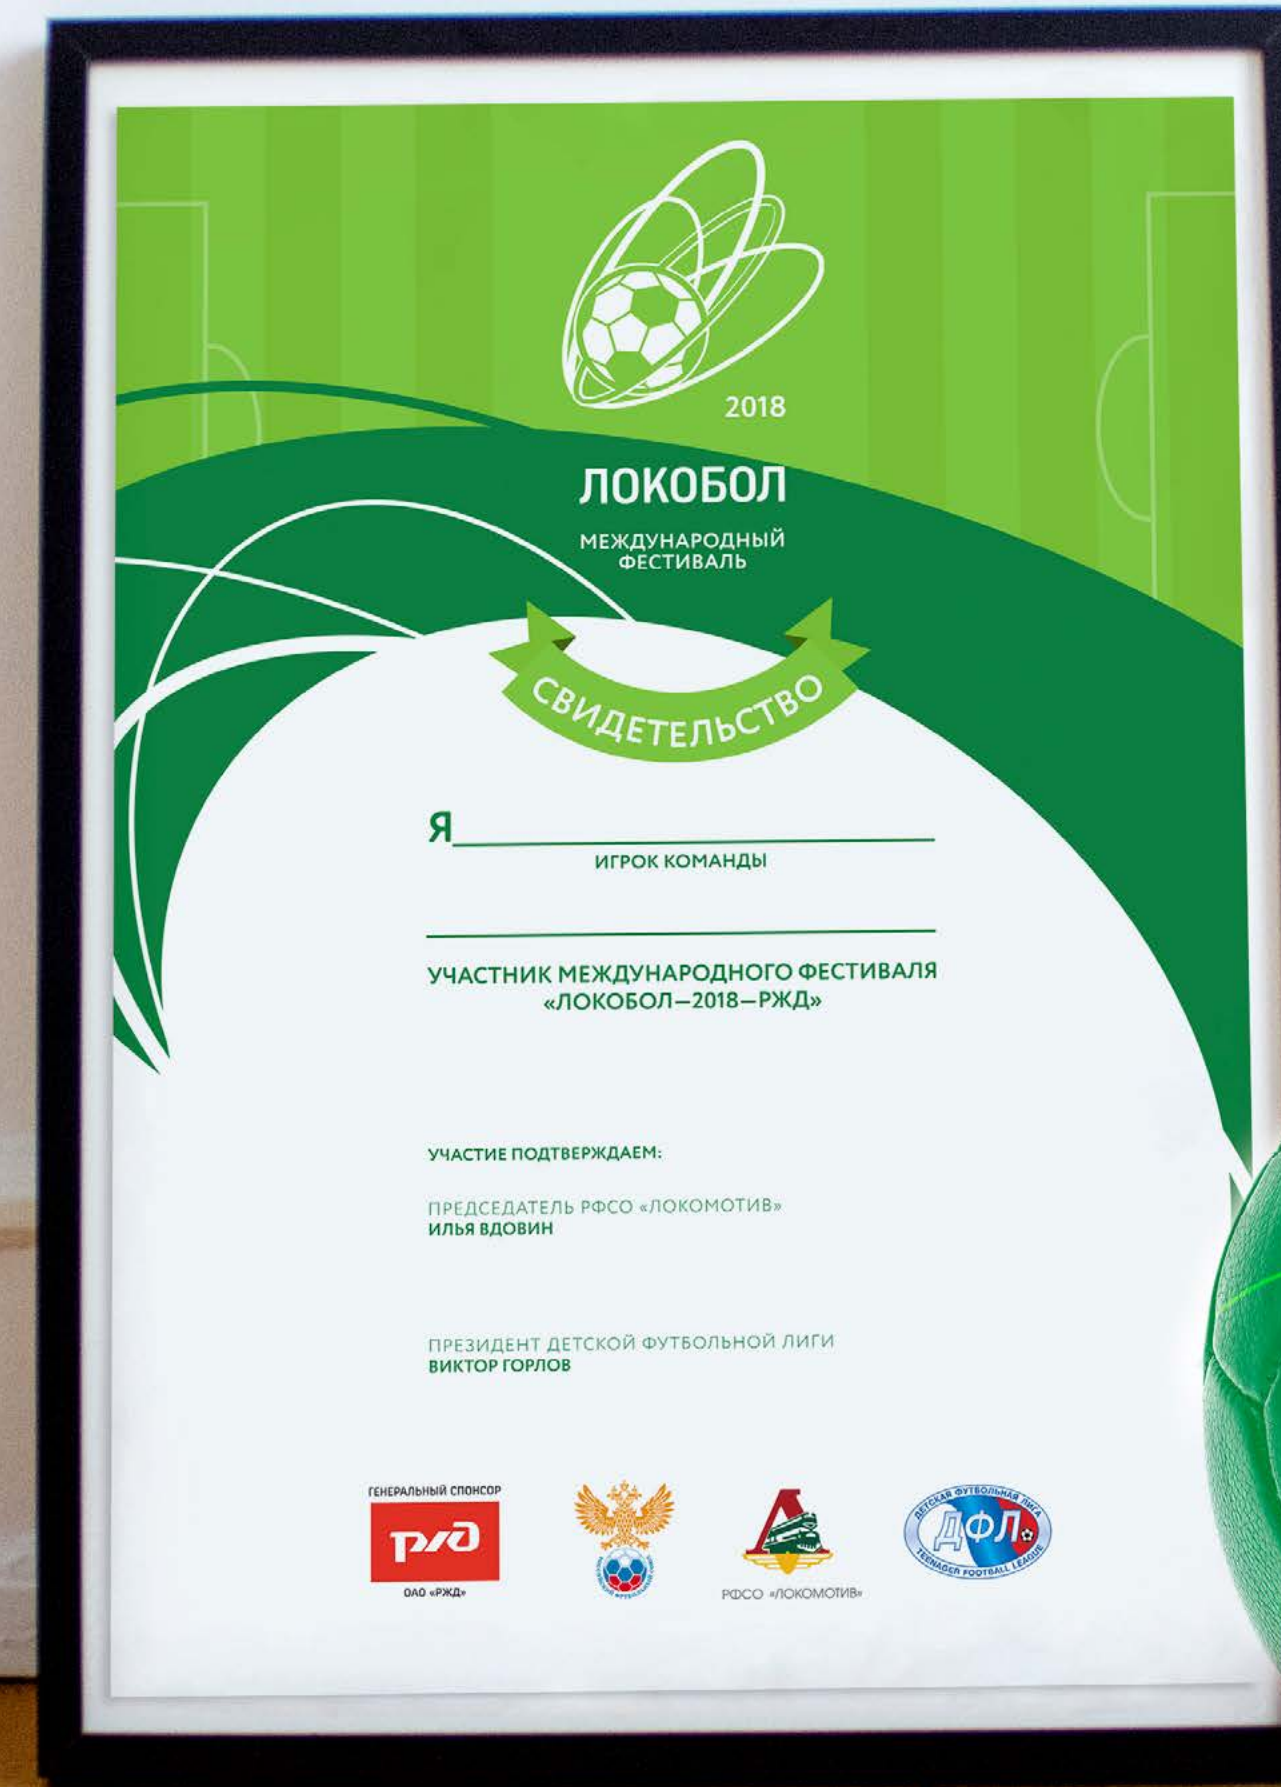 2018
ЛОКОБОЛ
МЕЖДУНАРОДНЫЙ
ФЕСТИВАЛЬ
СВИДЕТЕЛЬСТВО
Я
ИГРОК КОМАНДЫ
УЧАСТНИК МЕЖДУНАРОДНОГО ФЕСТИВАЛЯ
«ЛОКОБОЛ—2018—РЖД»
УЧАСТИЕ ПОДТВЕРЖДАЕМ:
ПРЕДСЕДАТЕЛЬ РФСО «ЛОКОМОТИВ»
ИЛЬЯ ВДОВИН
ПРЕЗИДЕНТ ДЕТСКОЙ ФУТБОЛЬНОЙ ЛИГИ
ВИКТОР ГОРЛОВ
ГЕНЕРАЛЬНЫЙ СПОНСОР
РЖД
ОАО «РЖД»
РФСО «ЛОКОМОТИВ»
ДЕТСКАЯ ФУТБОЛЬНАЯ ЛИГА
ДФЛ
TEENAGER FOOTBALL LEAGUE